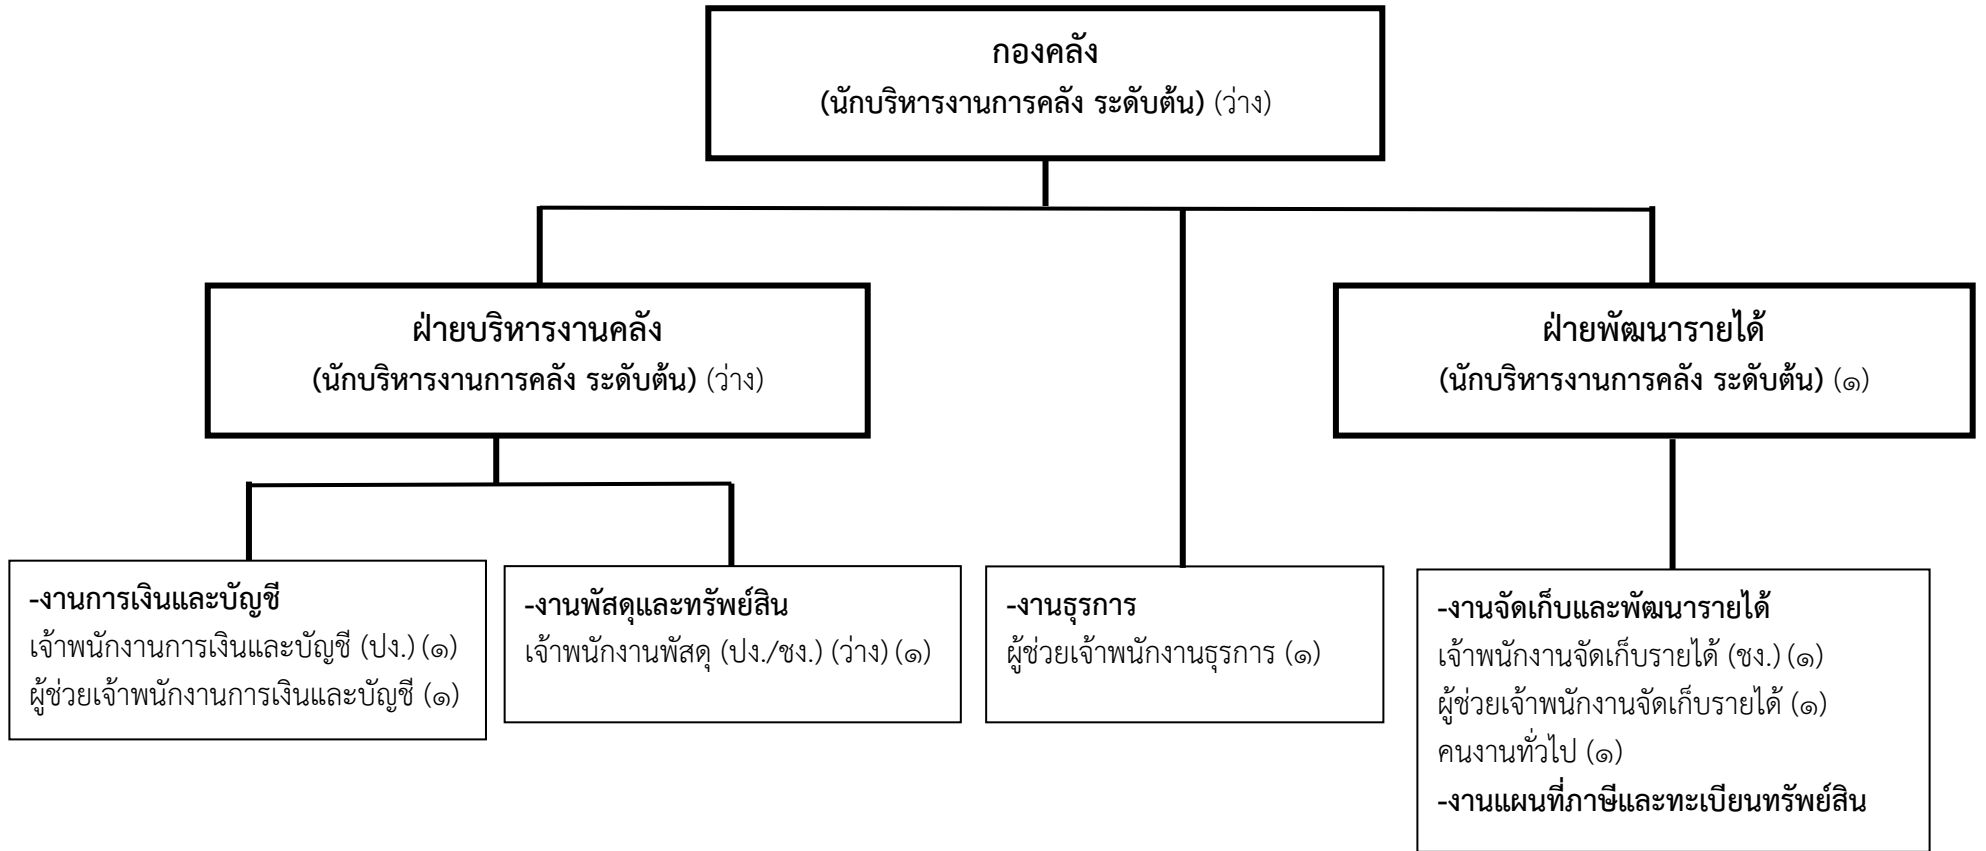 กองคลัง
(นักบริหารงานการคลัง ระดับต้น) (ว่าง)
ฝ่ายบริหารงานคลัง
(นักบริหารงานการคลัง ระดับต้น) (ว่าง)
ฝ่ายพัฒนารายได้
(นักบริหารงานการคลัง ระดับต้น) (๑)
-งานการเงินและบัญชี
เจ้าพนักงานการเงินและบัญชี (ปง.) (๑)
ผู้ช่วยเจ้าพนักงานการเงินและบัญชี (๑)
-งานพัสดุและทรัพย์สิน
เจ้าพนักงานพัสดุ (ปง./ชง.) (ว่าง) (๑)
-งานธุรการ
ผู้ช่วยเจ้าพนักงานธุรการ (๑)
-งานจัดเก็บและพัฒนารายได้
เจ้าพนักงานจัดเก็บรายได้ (ชง.) (๑)
ผู้ช่วยเจ้าพนักงานจัดเก็บรายได้ (๑)
คนงานทั่วไป (๑)
-งานแผนที่ภาษีและทะเบียนทรัพย์สิน